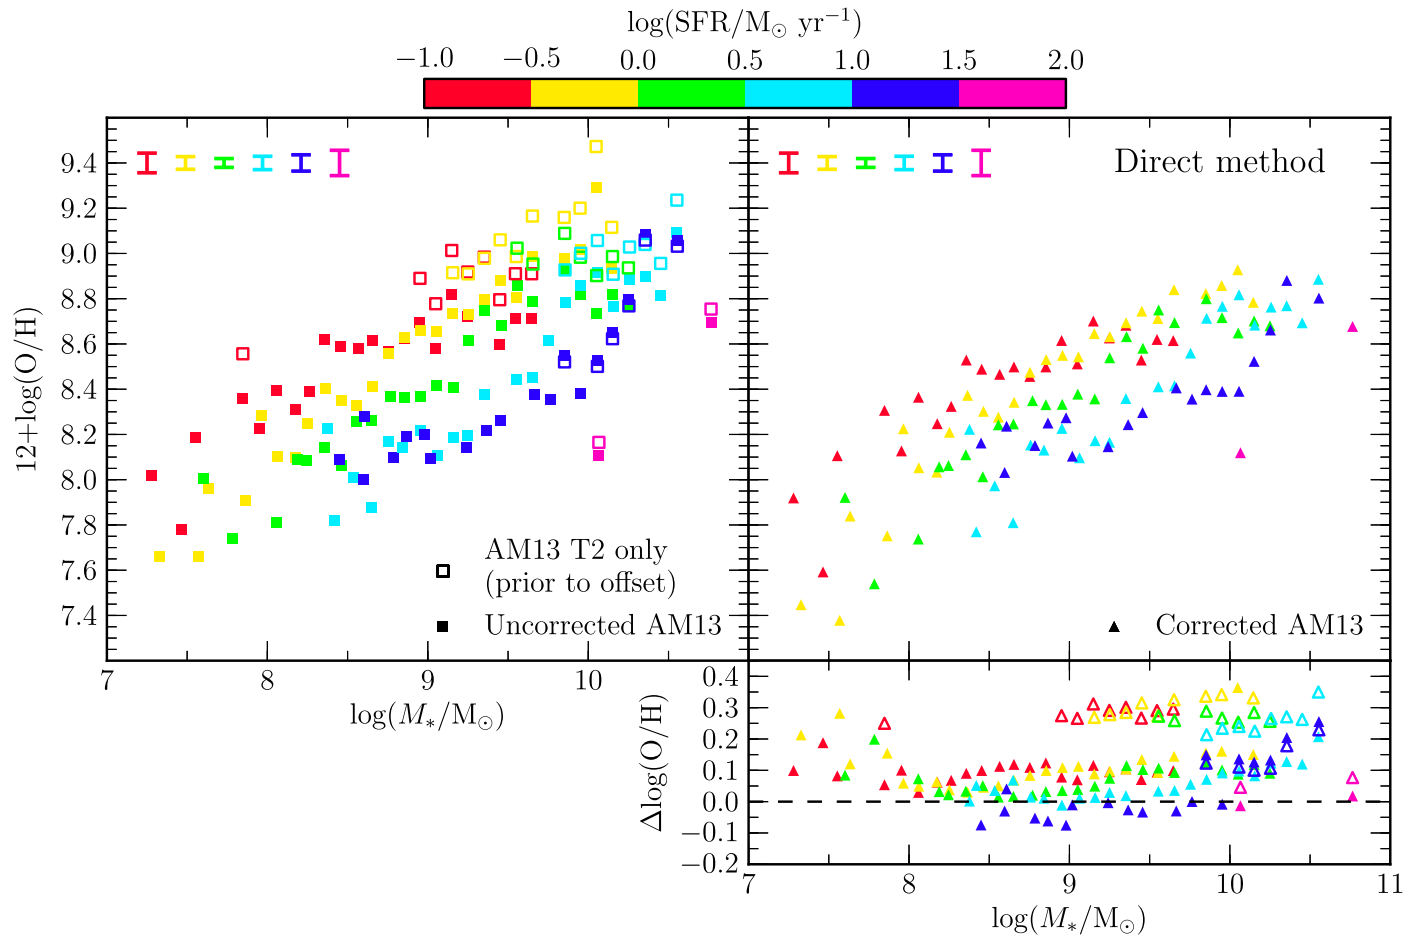 log(SFR/M⊙ yr⁻¹)
−1.0 −0.5 0.0 0.5 1.0 1.5 2.0
9.4
9.2
9.0
8.8
8.6
8.4
8.2
8.0
7.8
7.6
7.4
12+log(O/H)
AM13 T2 only
(prior to offset)
Uncorrected AM13
7 8 9 10
log(M*/M⊙)
Direct method
Corrected AM13
0.4
0.3
0.2
0.1
0.0
−0.1
−0.2
Δlog(O/H)
7 8 9 10 11
log(M*/M⊙)